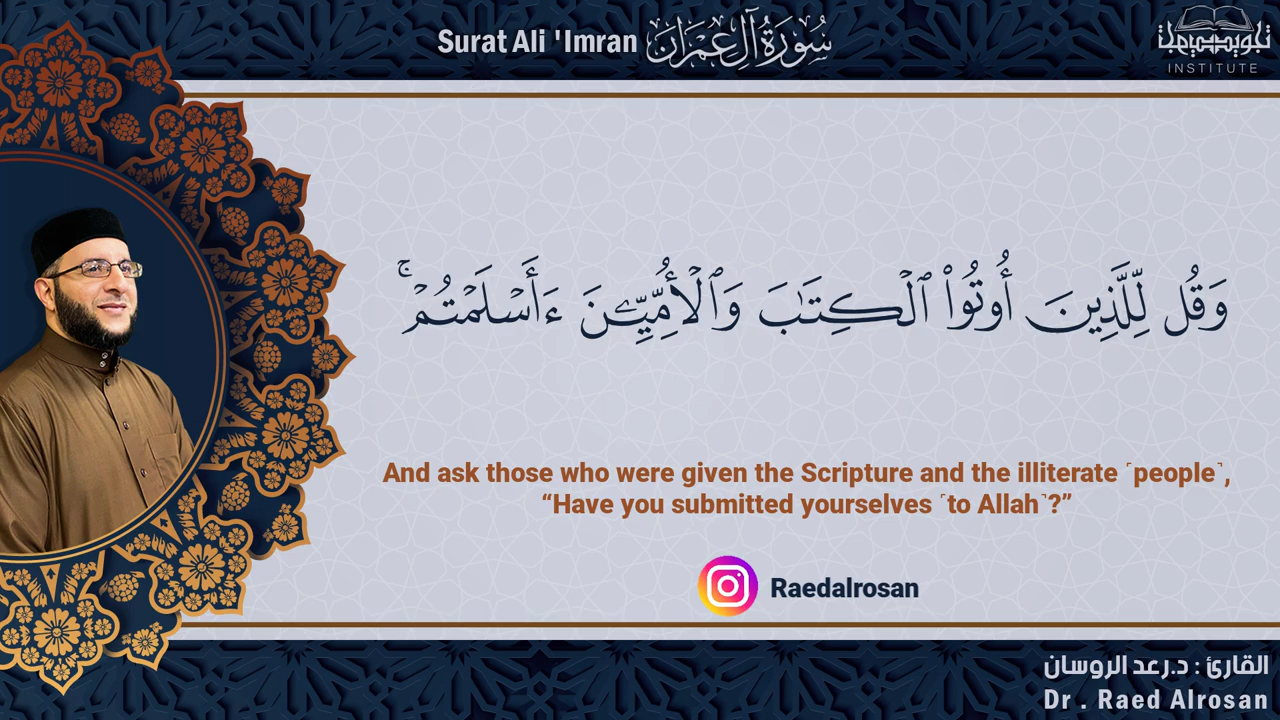 Surat Ali 'Imran سُورَةُ آلِ عِمْرَانَ
INSTITUTE
وَقُل لِّلَّذِينَ أُوتُوا۟ ٱلْكِتَـٰبَ وَٱلْأُمِّيِّـۧنَ ءَأَسْلَمْتُمْ ۚ
And ask those who were given the Scripture and the illiterate ˹people˺,
“Have you submitted yourselves ˹to Allah˺?”
Raedalrosan
القارئ : د.رعد الروسان
Dr . Raed Alrosan